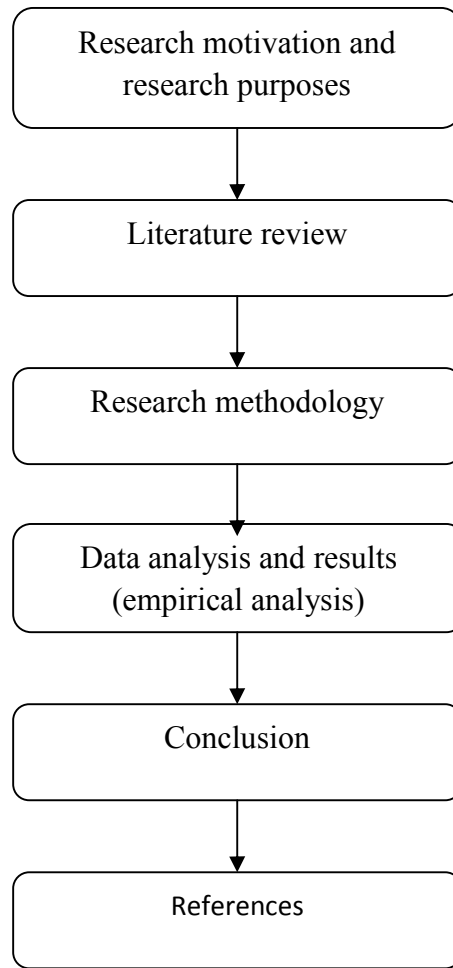 Research motivation and
research purposes
Literature review
Research methodology
Data analysis and results
(empirical analysis)
Conclusion
References